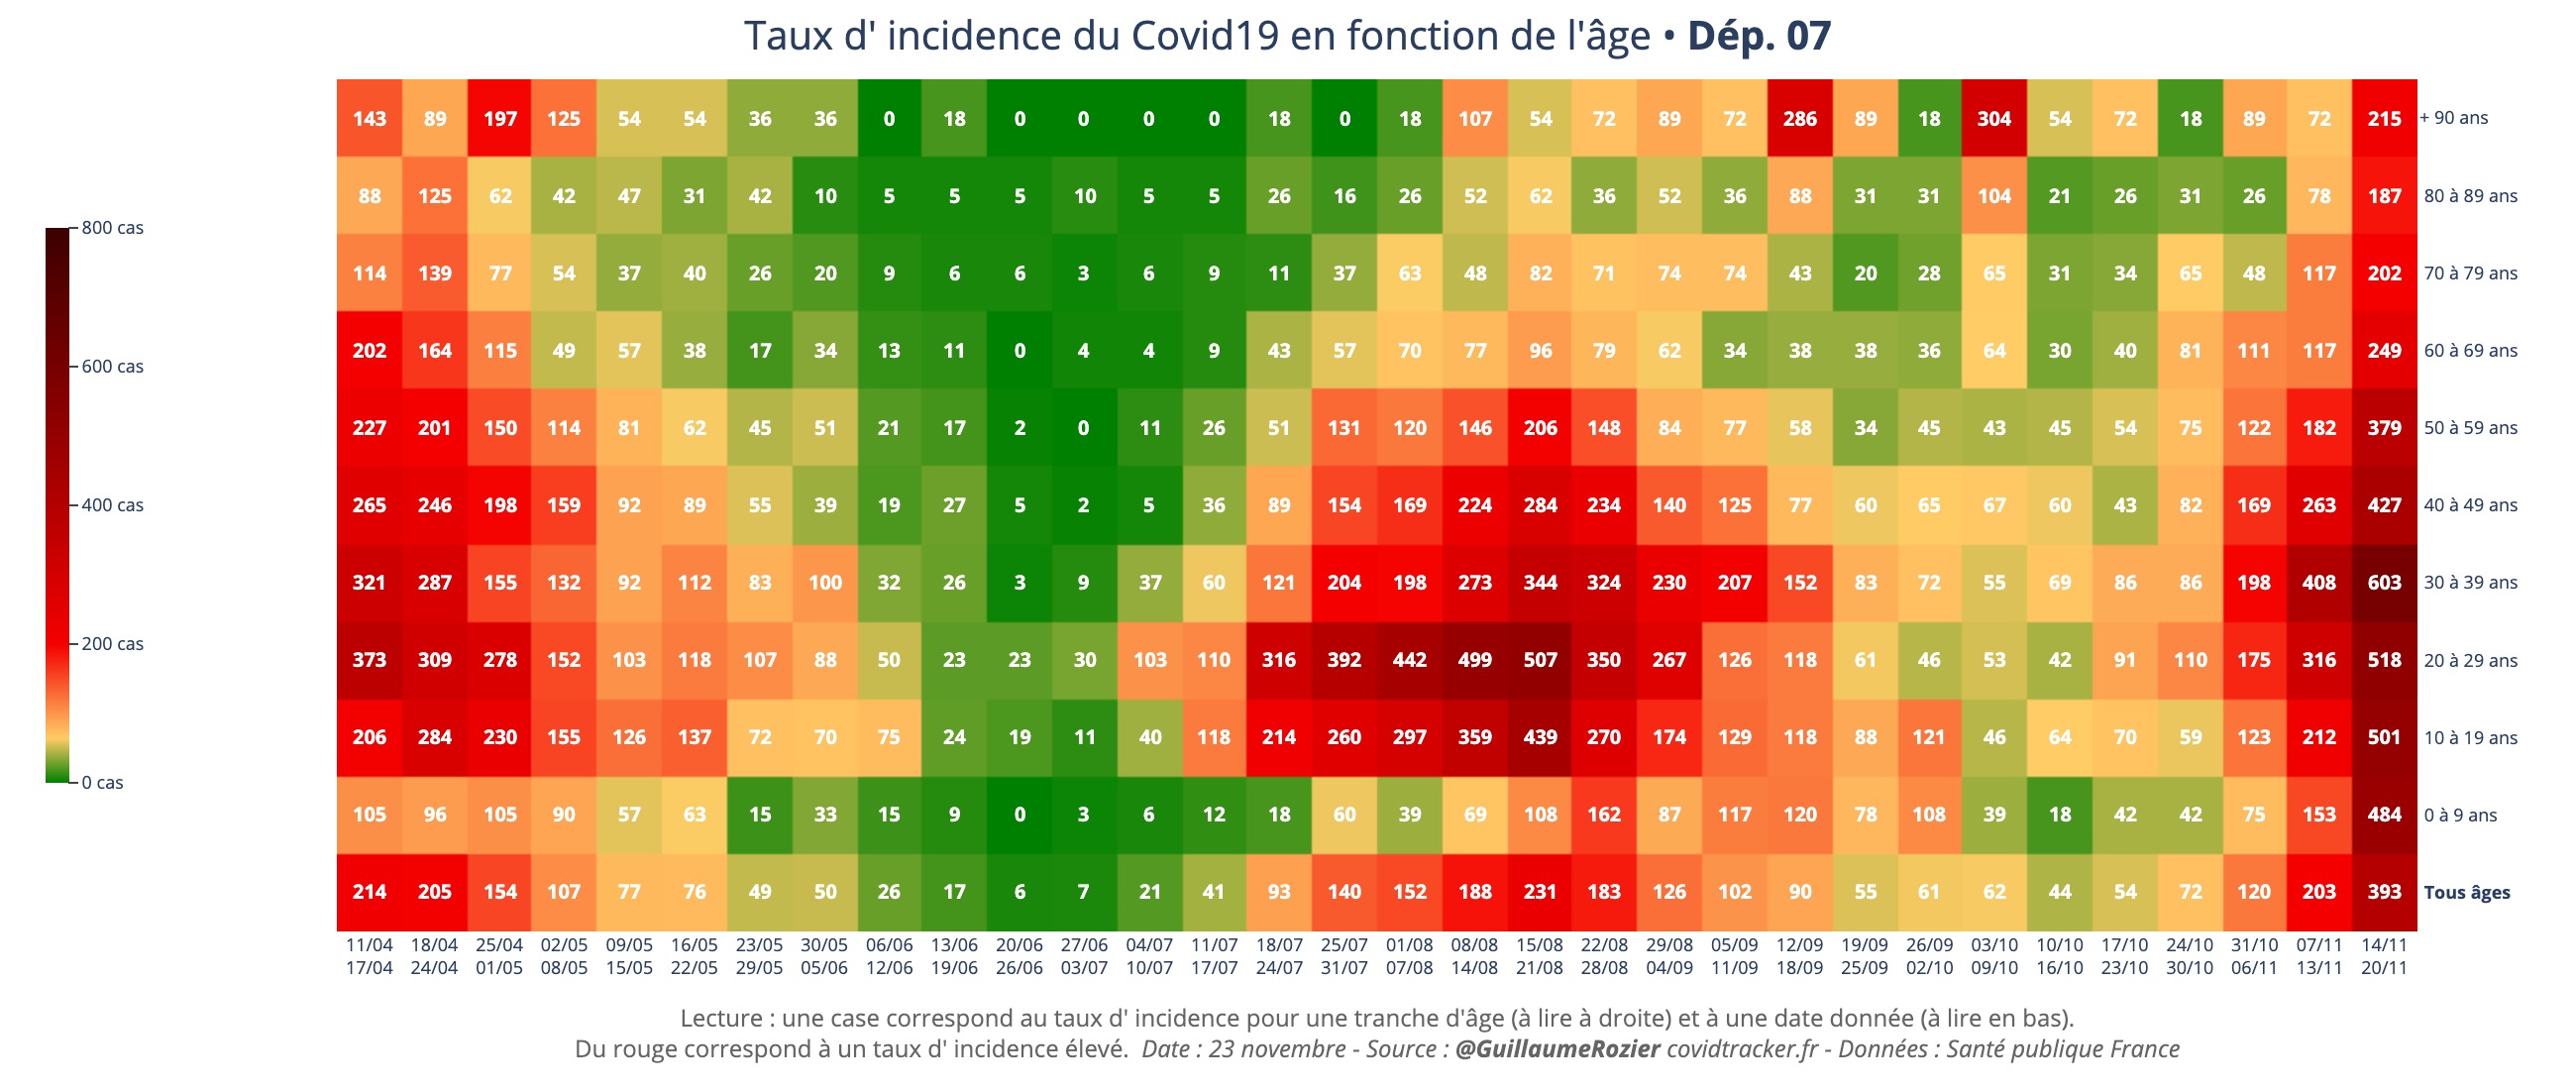 Taux d' incidence du Covid19 en fonction de l'âge • Dép. 07
143 89 197 125 54 54 36 36 0 18 0 0 0 0 18 0 18 107 54 72 89 72 286 89 18 304 54 72 18 89 72 215 + 90 ans
88 125 62 42 47 31 42 10 5 5 5 10 5 5 26 16 26 52 62 36 52 36 88 31 31 104 21 26 31 26 78 187 80 à 89 ans
800 cas
114 139 77 54 37 40 26 20 9 6 6 3 6 9 11 37 63 48 82 71 74 74 43 20 28 65 31 34 65 48 117 202 70 à 79 ans
202 164 115 49 57 38 17 34 13 11 0 4 4 9 43 57 70 77 96 79 62 34 38 38 36 64 30 40 81 111 117 249 60 à 69 ans
600 cas
227 201 150 114 81 62 45 51 21 17 2 0 11 26 51 131 120 146 206 148 84 77 58 34 45 43 45 54 75 122 182 379 50 à 59 ans
400 cas
265 246 198 159 92 89 55 39 19 27 5 2 5 36 89 154 169 224 284 234 140 125 77 60 65 67 60 43 82 169 263 427 40 à 49 ans
321 287 155 132 92 112 83 100 32 26 3 9 37 60 121 204 198 273 344 324 230 207 152 83 72 55 69 86 86 198 408 603 30 à 39 ans
200 cas
373 309 278 152 103 118 107 88 50 23 23 30 103 110 316 392 442 499 507 350 267 126 118 61 46 53 42 91 110 175 316 518 20 à 29 ans
206 284 230 155 126 137 72 70 75 24 19 11 40 118 214 260 297 359 439 270 174 129 118 88 121 46 64 70 59 123 212 501 10 à 19 ans
0 cas
105 96 105 90 57 63 15 33 15 9 0 3 6 12 18 60 39 69 108 162 87 117 120 78 108 39 18 42 42 75 153 484 0 à 9 ans
214 205 154 107 77 76 49 50 26 17 6 7 21 41 93 140 152 188 231 183 126 102 90 55 61 62 44 54 72 120 203 393 Tous âges
11/04 18/04 25/04 02/05 09/05 16/05 23/05 30/05 06/06 13/06 20/06 27/06 04/07 11/07 18/07 25/07 01/08 08/08 15/08 22/08 29/08 05/09 12/09 19/09 26/09 03/10 10/10 17/10 24/10 31/10 07/11 14/11
17/04 24/04 01/05 08/05 15/05 22/05 29/05 05/06 12/06 19/06 26/06 03/07 10/07 17/07 24/07 31/07 07/08 14/08 21/08 28/08 04/09 11/09 18/09 25/09 02/10 09/10 16/10 23/10 30/10 06/11 13/11 20/11
Lecture : une case correspond au taux d' incidence pour une tranche d'âge (à lire à droite) et à une date donnée (à lire en bas).
Du rouge correspond à un taux d' incidence élevé. Date : 23 novembre - Source : @GuillaumeRozier covidtracker.fr - Données : Santé publique France